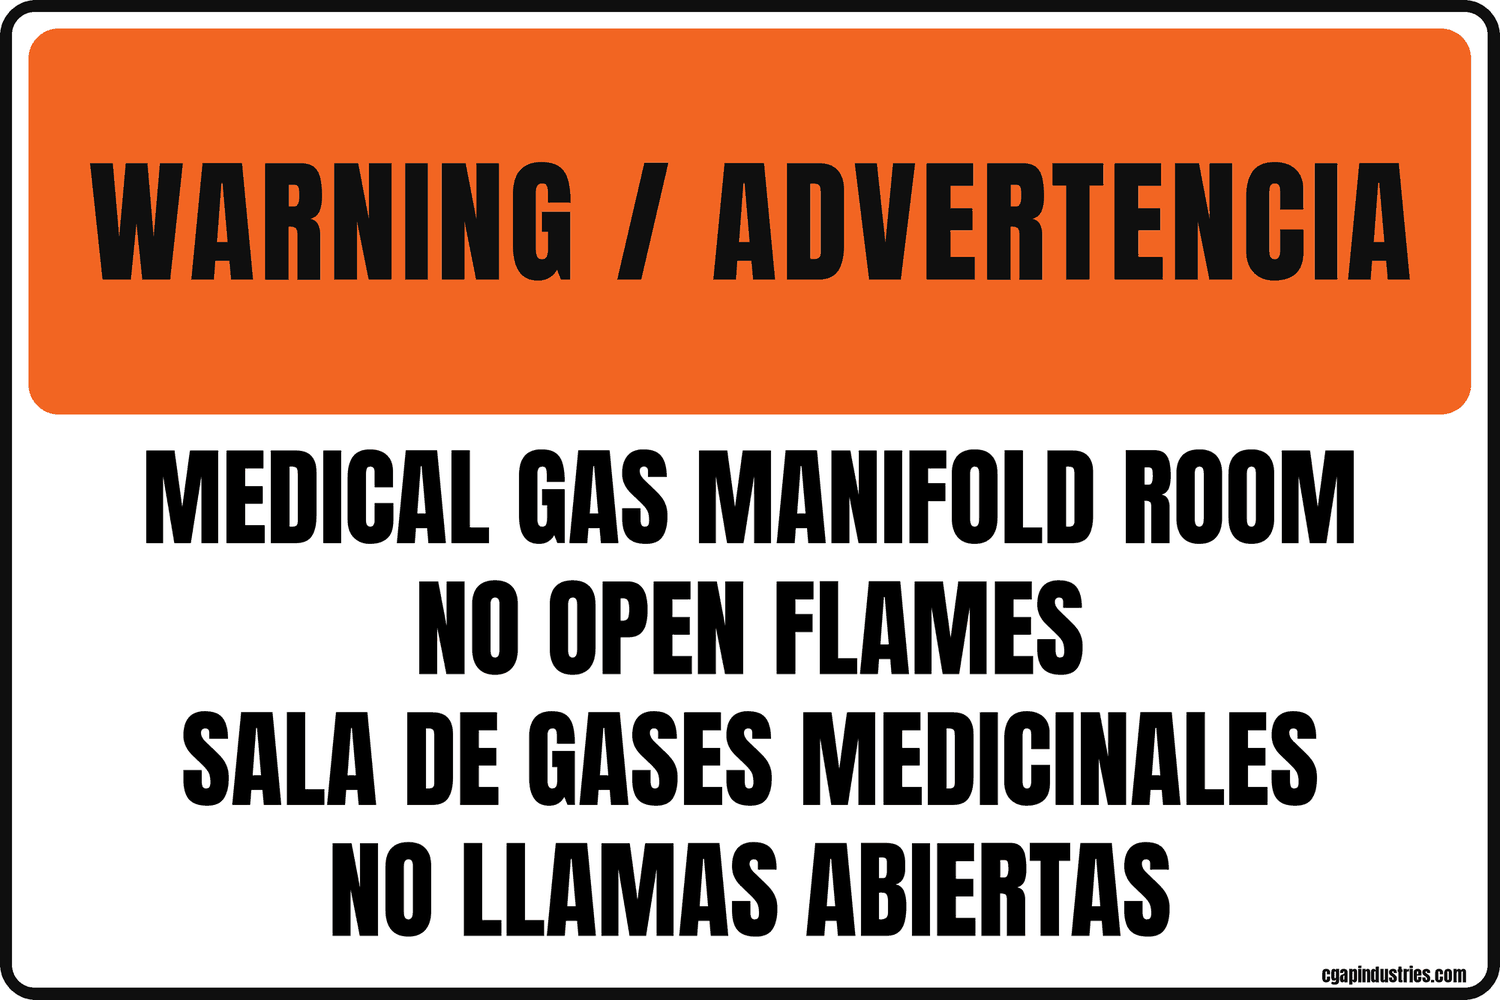 WARNING / ADVERTENCIA
MEDICAL GAS MANIFOLD ROOM
NO OPEN FLAMES
SALA DE GASES MEDICINALES
NO LLAMAS ABIERTAS
cgapindustries.com